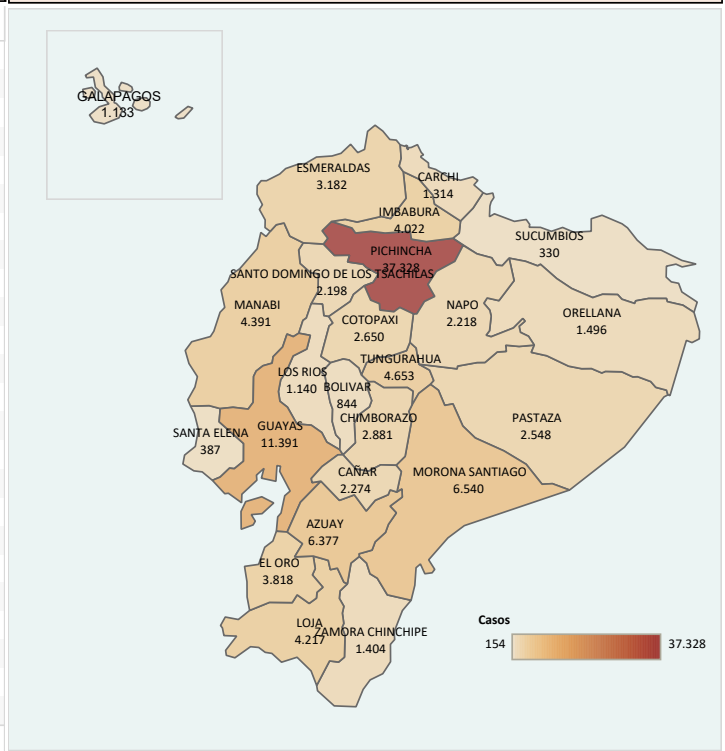 GALAPAGOS
1.133
ESMERALDAS
3.182
CARCHI
1.314
IMBABURA
4.022
SUCUMBIOS
330
PICHINCHA
37.328
SANTO DOMINGO DE LOS TSACHILAS
2.198
MANABI
4.391
NAPO
2.218
ORELLANA
1.496
COTOPAXI
2.650
TUNGURAHUA
4.653
LOS RIOS
1.140
BOLIVAR
844
CHIMBORAZO
2.881
PASTAZA
2.548
SANTA ELENA
387
GUAYAS
11.391
CAÑAR
2.274
MORONA SANTIAGO
6.540
AZUAY
6.377
EL ORO
3.818
LOJA
4.217
ZAMORA CHINCHIPE
1.404
Casos
154 37.328